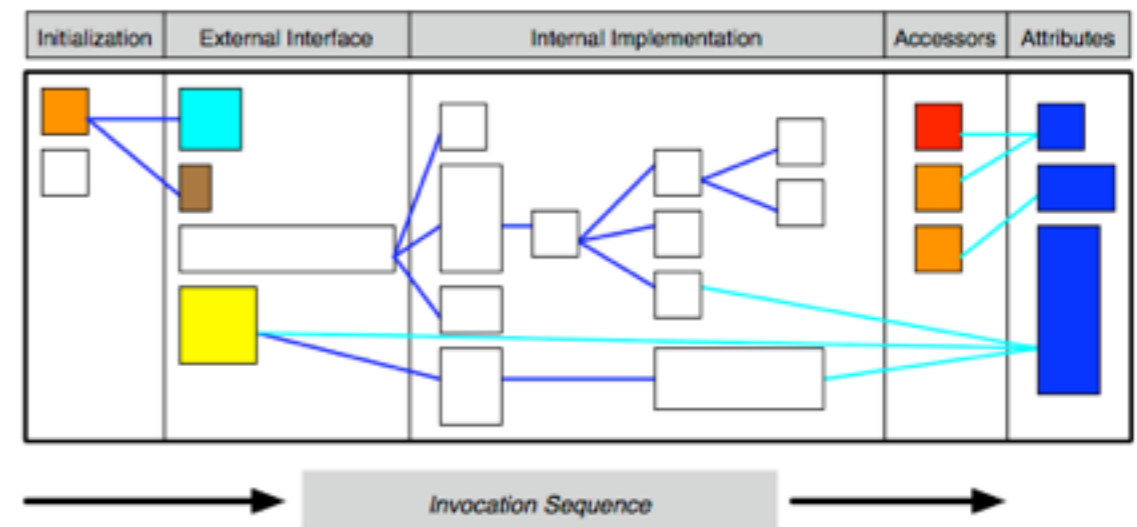 Initialization External Interface Internal Implementation Accessors Attributes
Invocation Sequence